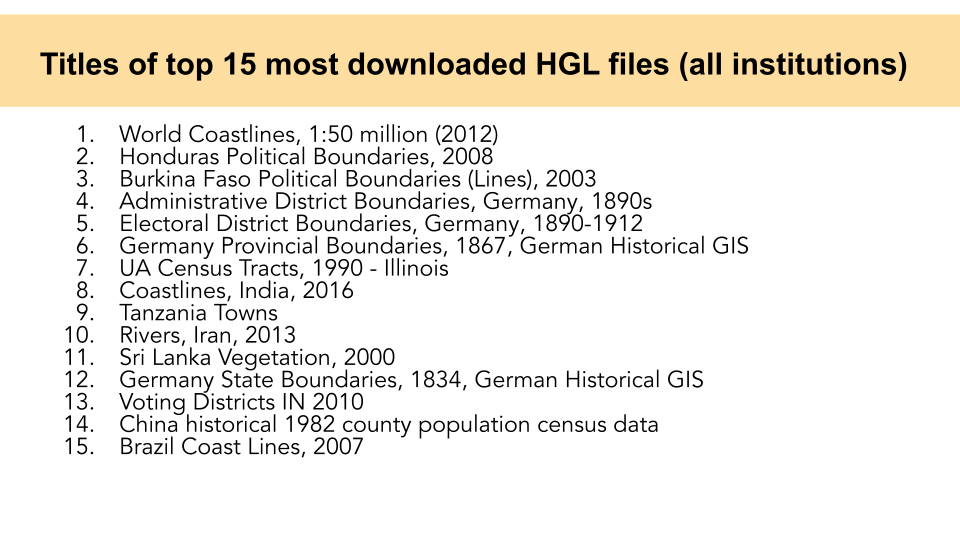 Titles of top 15 most downloaded HGL files (all institutions)
1. World Coastlines, 1:50 million (2012)
2. Honduras Political Boundaries, 2008
3. Burkina Faso Political Boundaries (Lines), 2003
4. Administrative District Boundaries, Germany, 1890s
5. Electoral District Boundaries, Germany, 1890-1912
6. Germany Provincial Boundaries, 1867, German Historical GIS
7. UA Census Tracts, 1990 - Illinois
8. Coastlines, India, 2016
9. Tanzania Towns
10. Rivers, Iran, 2013
11. Sri Lanka Vegetation, 2000
12. Germany State Boundaries, 1834, German Historical GIS
13. Voting Districts IN 2010
14. China historical 1982 county population census data
15. Brazil Coast Lines, 2007